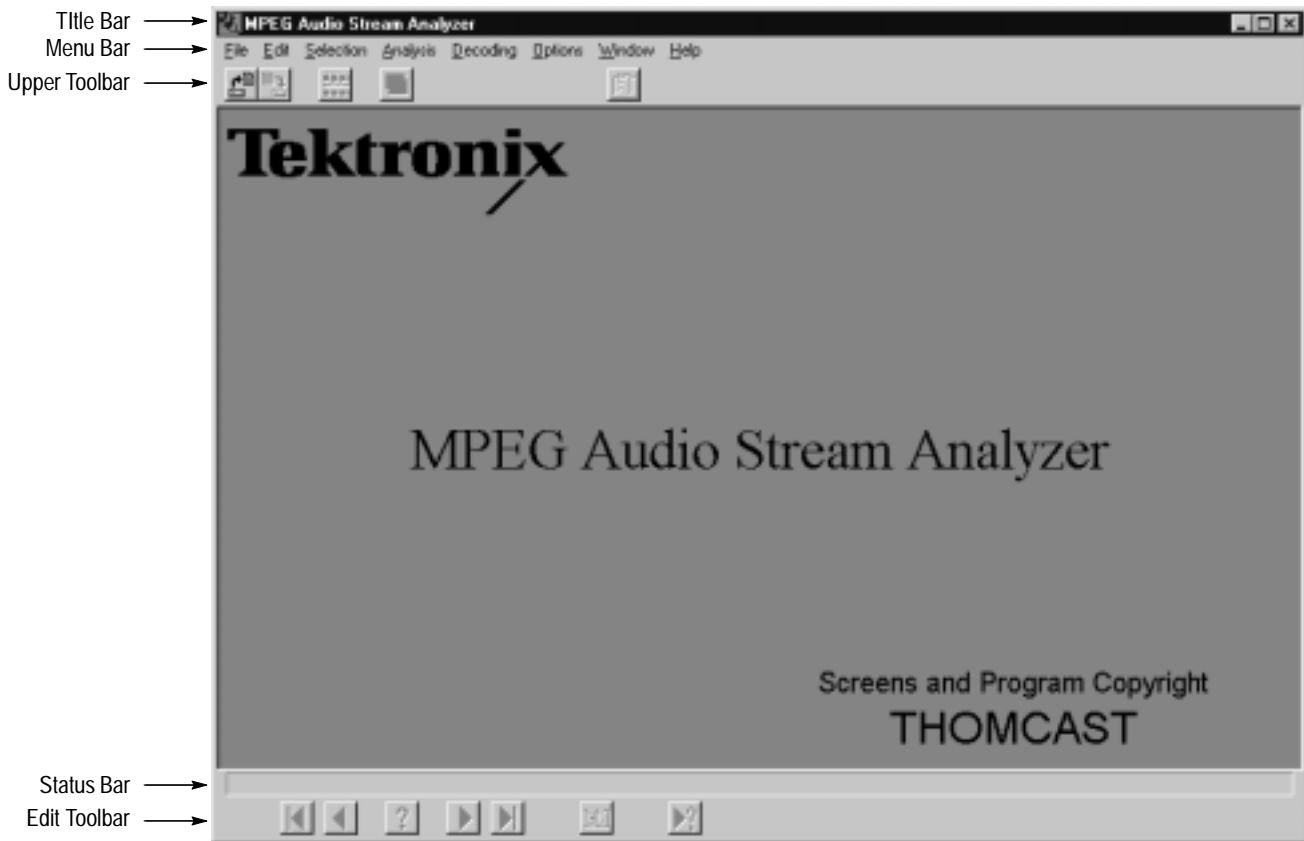 TItle Bar
MPEG Audio Stream Analyzer
Menu Bar
File Edit Selection Analysis Decoding Options Window Help
Upper Toolbar
Tektronix
MPEG Audio Stream Analyzer
Screens and Program Copyright
THOMCAST
Status Bar
Edit Toolbar
?
?